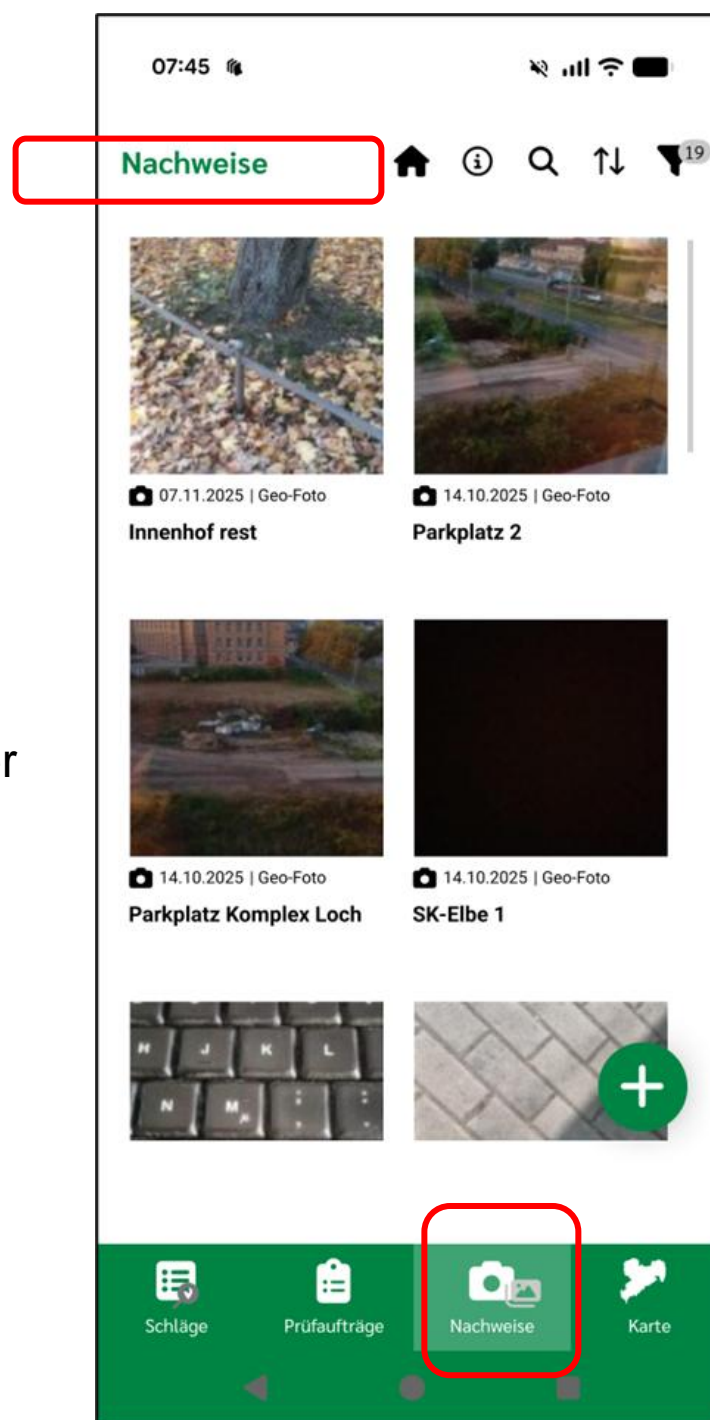 07:45
Nachweise
19
07.11.2025 | Geo-Foto
Innenhof rest
14.10.2025 | Geo-Foto
Parkplatz 2
r
14.10.2025 | Geo-Foto
Parkplatz Komplex Loch
14.10.2025 | Geo-Foto
SK-Elbe 1
H J K L
N M
Schläge
Prüfaufträge
Nachweise
Karte